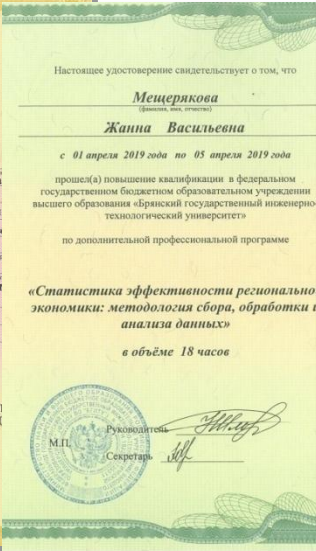 Настоящее удостоверение свидетельствует о том, что
Мещерякова
(фамилия, имя, отчество)
Жанна Васильевна
с 01 апреля 2019 года по 05 апреля 2019 года
прошел(а) повышение квалификации в федеральном
государственном бюджетном образовательном учреждении
высшего образования «Брянский государственный инженерно-
технологический университет»
по дополнительной профессиональной программе
«Статистика эффективности регионально
экономики: методология сбора, обработки и
анализа данных»
в объёме 18 часов
Руководитель
М.П.
Секретарь